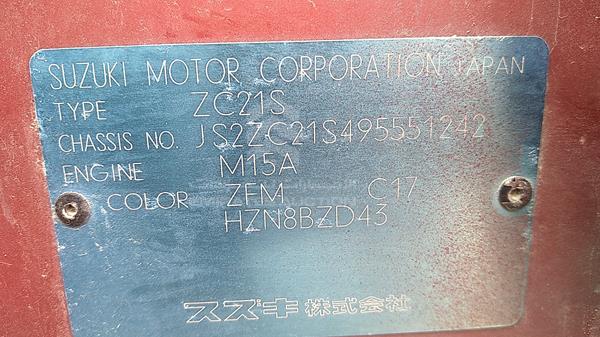 SUZUKI MOTOR CORPORATION JAPAN
TYPE ZC21S
CHASSIS NO. JS2ZC21S495551242
ENGINE M15A
COLOR ZFM C17
HZN8BZD43
スズキ株式会社